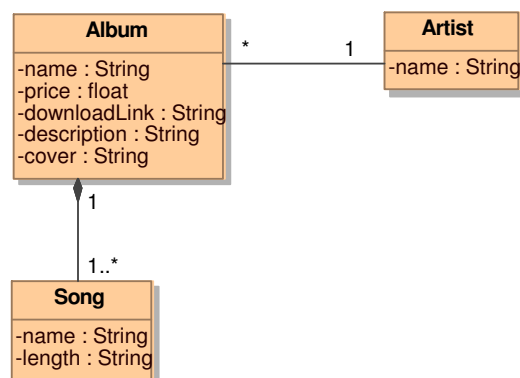 Album
-name : String
-price : float
-downloadLink : String
-description : String
-cover : String
* 1
Artist
-name : String
1
1..*
Song
-name : String
-length : String